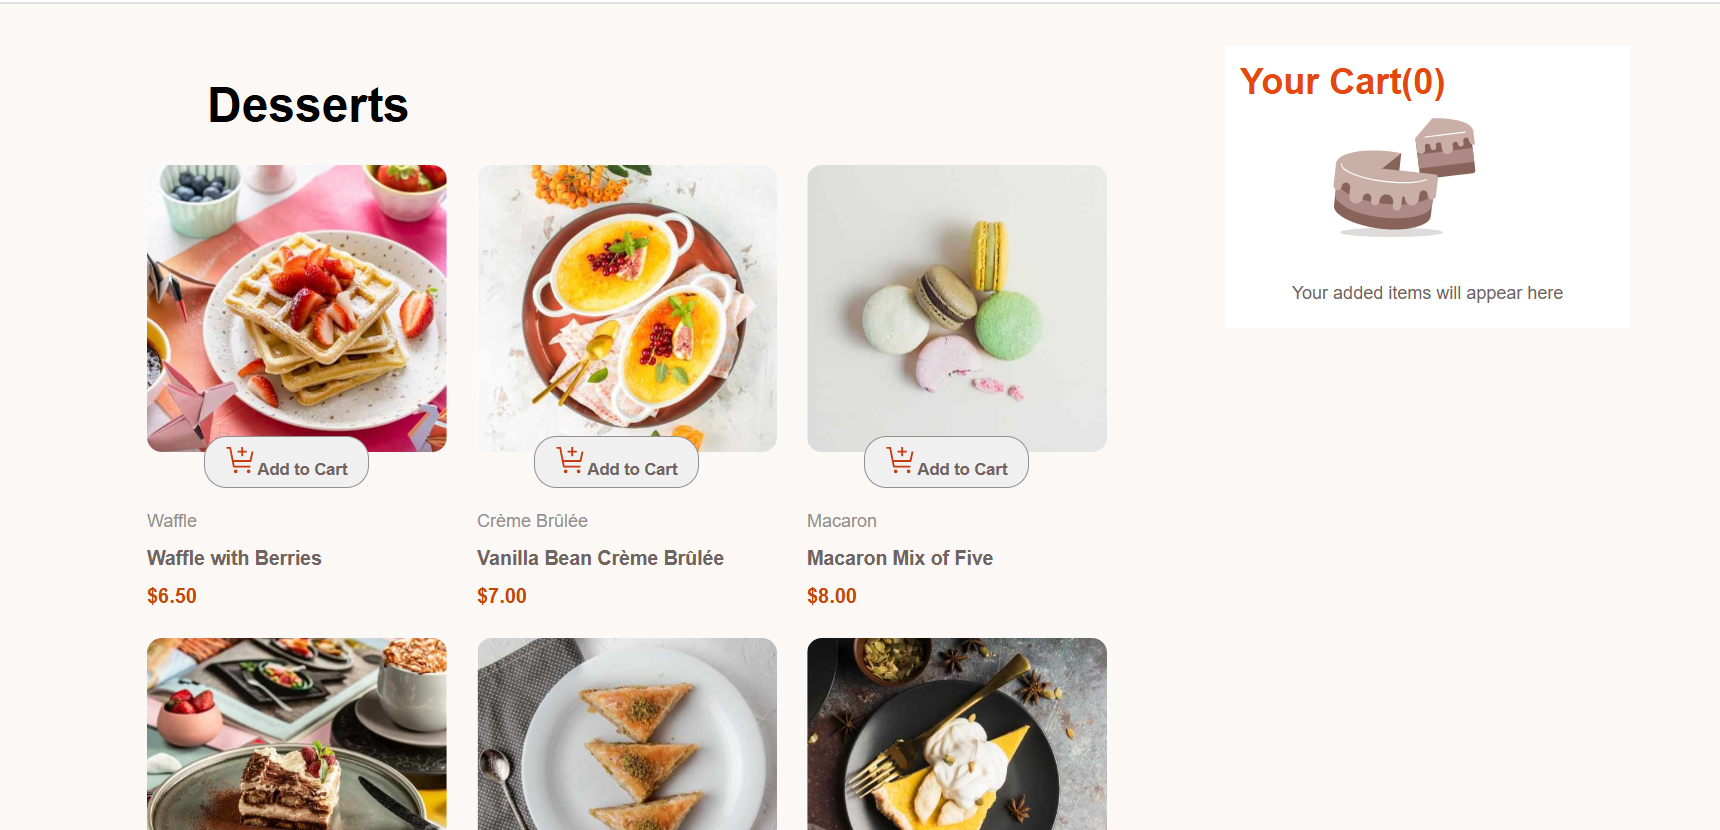 Desserts
Your Cart(0)
Your added items will appear here
Add to Cart
Add to Cart
Add to Cart
Waffle
Crème Brûlée
Macaron
Waffle with Berries
Vanilla Bean Crème Brûlée
Macaron Mix of Five
$6.50
$7.00
$8.00